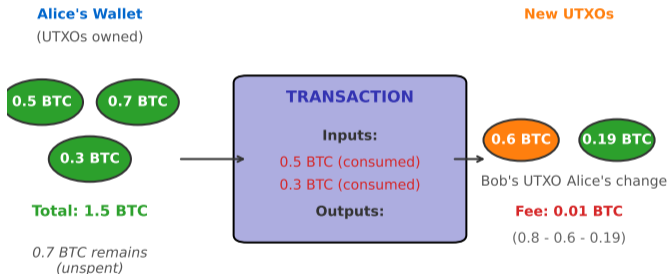 Alice's Wallet
(UTXOs owned)
0.5 BTC
0.7 BTC
0.3 BTC
Total: 1.5 BTC
0.7 BTC remains
(unspent)
TRANSACTION
Inputs:
0.5 BTC (consumed)
0.3 BTC (consumed)
Outputs:
New UTXOs
0.6 BTC
0.19 BTC
Bob's UTXO
Alice's change
Fee: 0.01 BTC
(0.8 - 0.6 - 0.19)